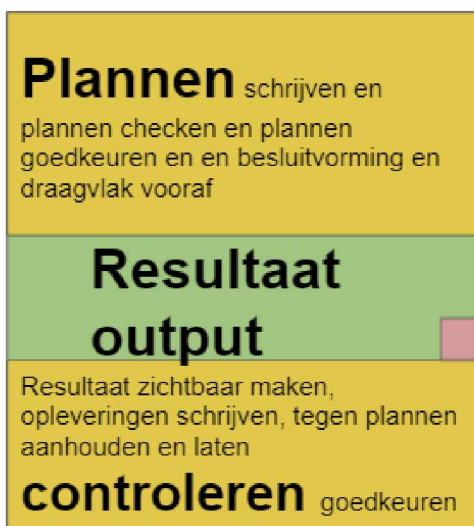 Plannen schrijven en
plannen checken en plannen
goedkeuren en en besluitvorming en
draagvlak vooraf
Resultaat
output
Resultaat zichtbaar maken,
opleveringen schrijven, tegen plannen
aanhouden en laten
controleren goedkeuren